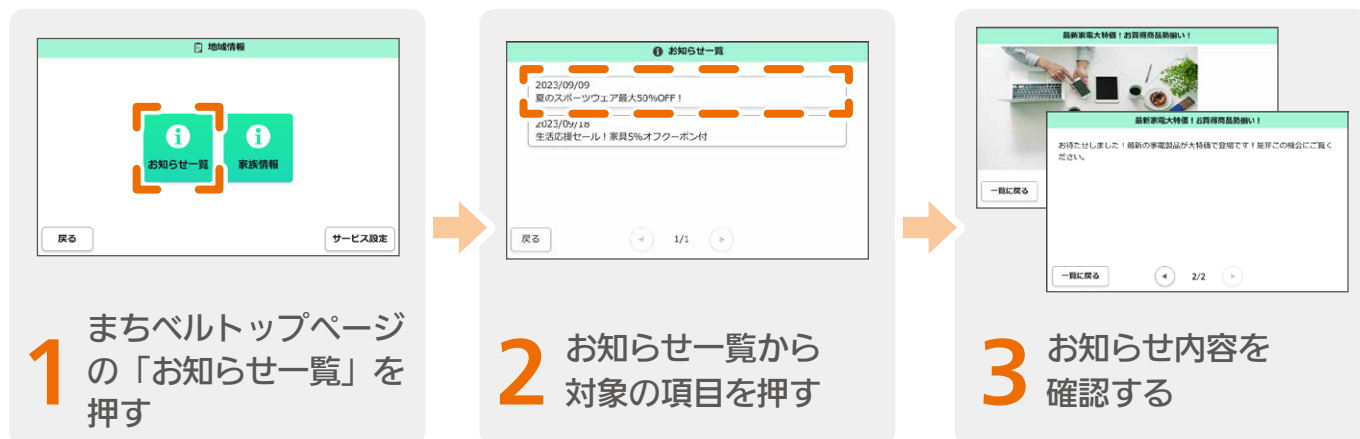 地域情報
お知らせ一覧
家族情報
戻る
サービス設定
1
まちベルトップページ
の「お知らせ一覧」を
押す
お知らせ一覧
2023/09/09
夏のスポーツウェア最大50%OFF！
2023/09/18
生活応援セール！家具5%オフクーポン付
戻る
1/1
2
お知らせ一覧から
対象の項目を押す
最新家電大特価！お買得商品勢揃い！
一覧に戻る
最新家電大特価！お買得商品勢揃い！
お待たせしました！最新の家電製品が大特価で登場です！是非この機会にご覧く
ださい。
一覧に戻る
2/2
3
お知らせ内容を
確認する